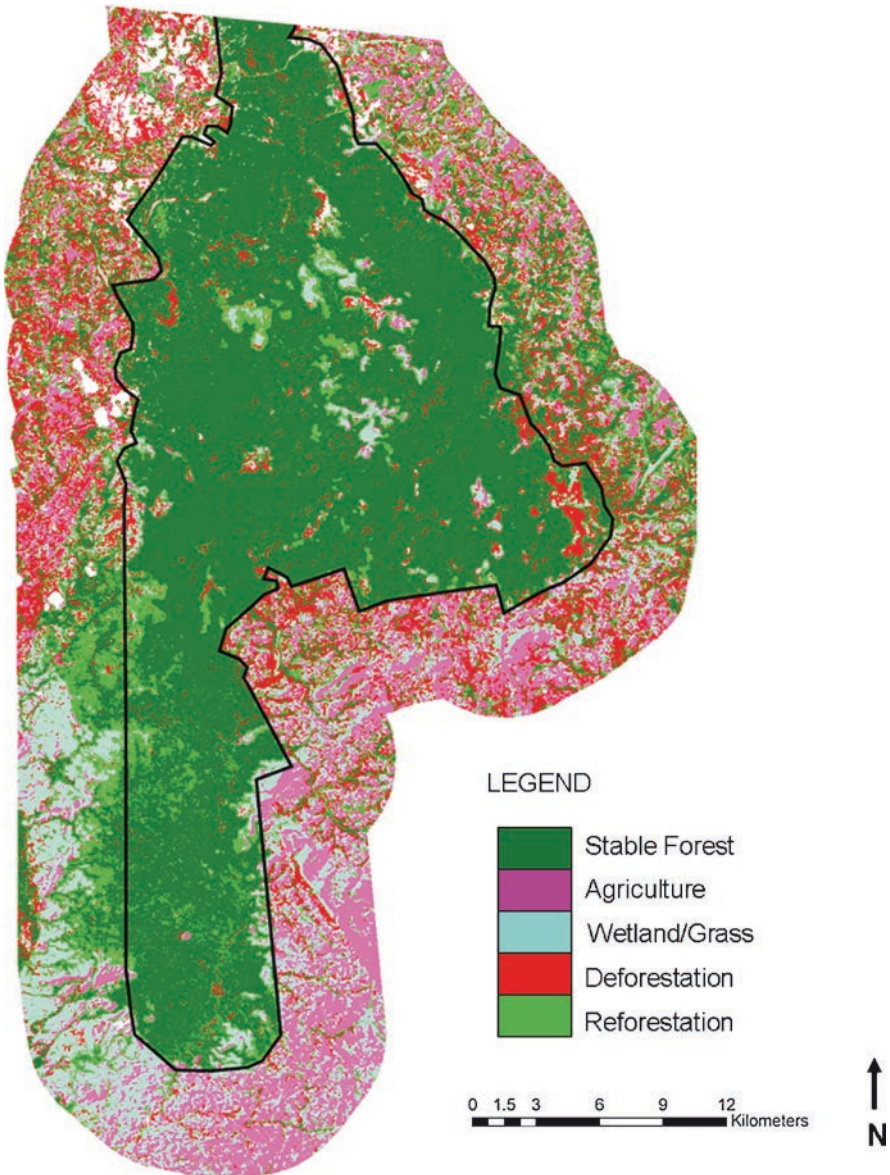 LEGEND
Stable Forest
Agriculture
Wetland/Grass
Deforestation
Reforestation
0 1.5 3 6 9 12
Kilometers
N